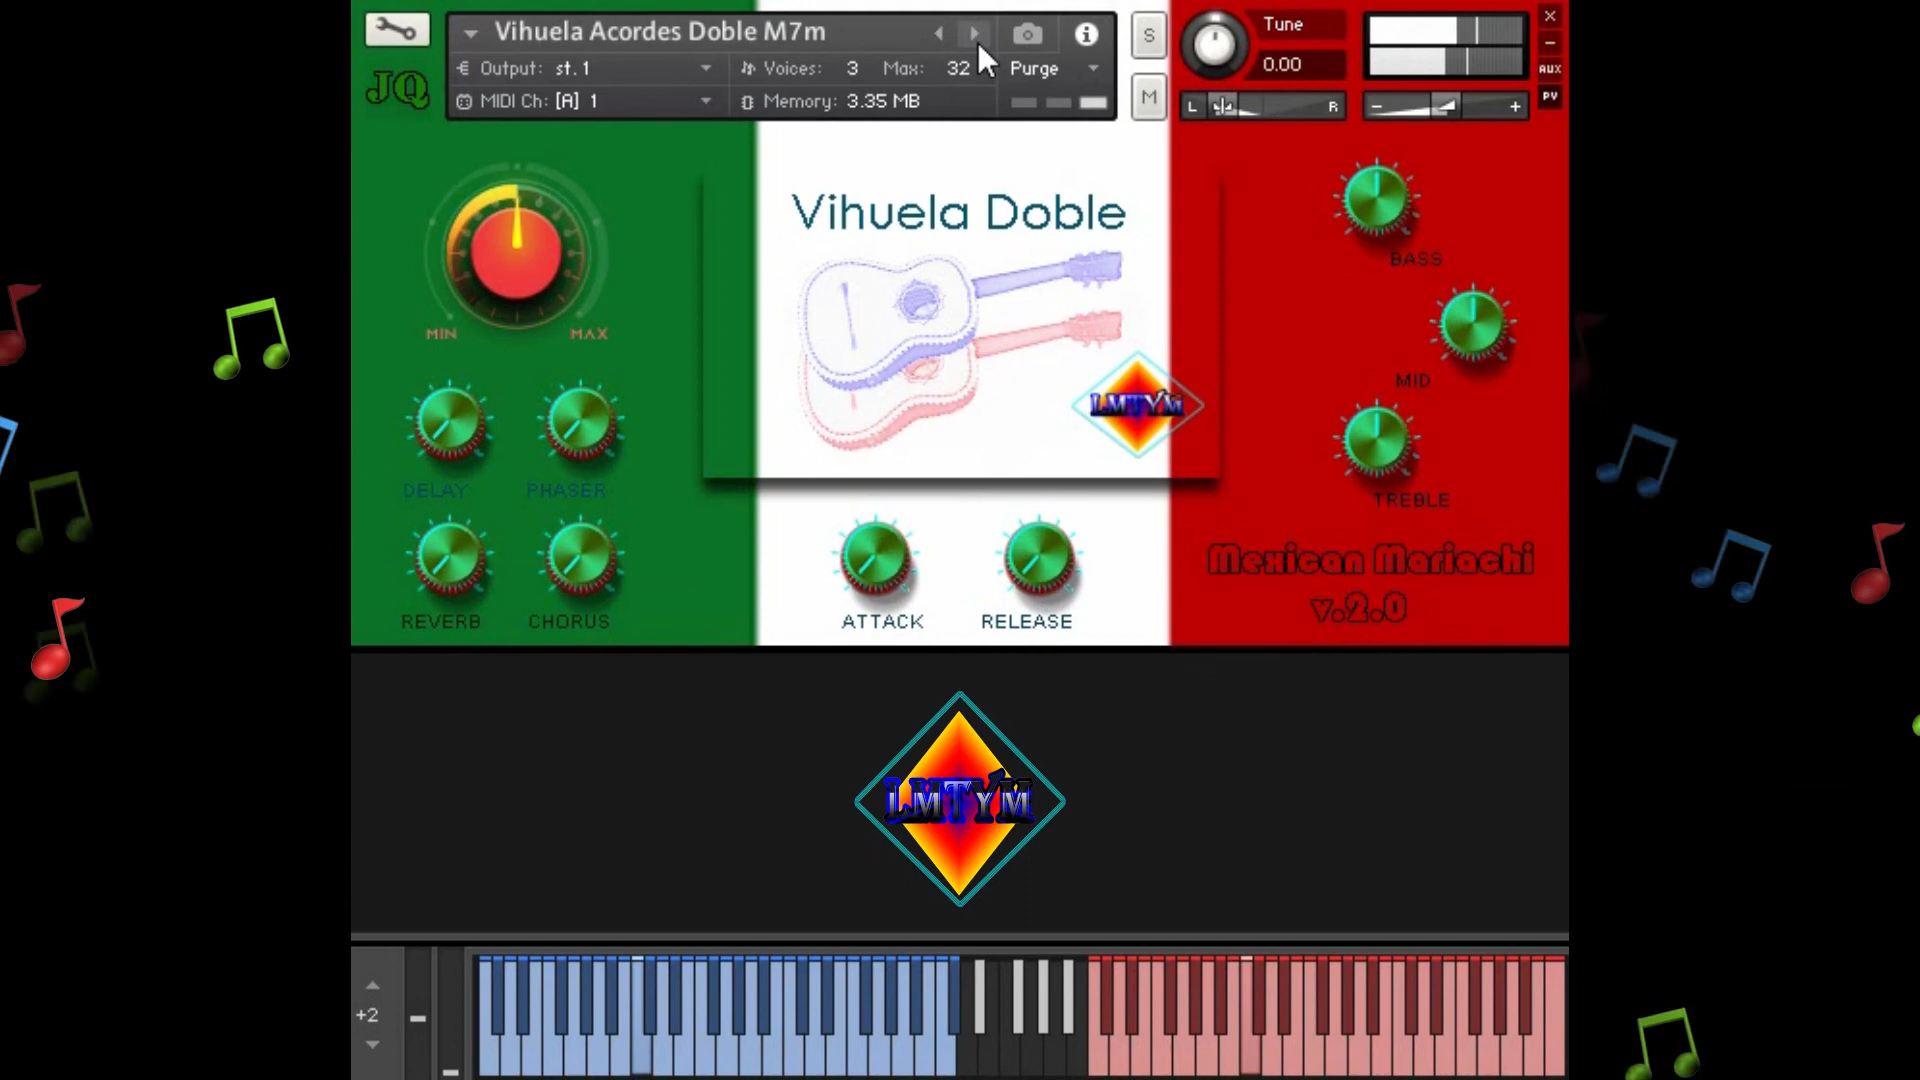 Vihuela Acordes Doble M7m
Output: st.1
Voices: 3 Max: 32
Purge
MIDI Ch: [A] 1
Memory: 3.35 MB
S
M
Tune
0.00
L
R
AUX
PV
JQ
MIN
MAX
DELAY
PHASER
REVERB
CHORUS
Vihuela Doble
LMTYM
ATTACK
RELEASE
BASS
MID
TREBLE
Mexican Mariachi
v.2.0
LMTYM
+2